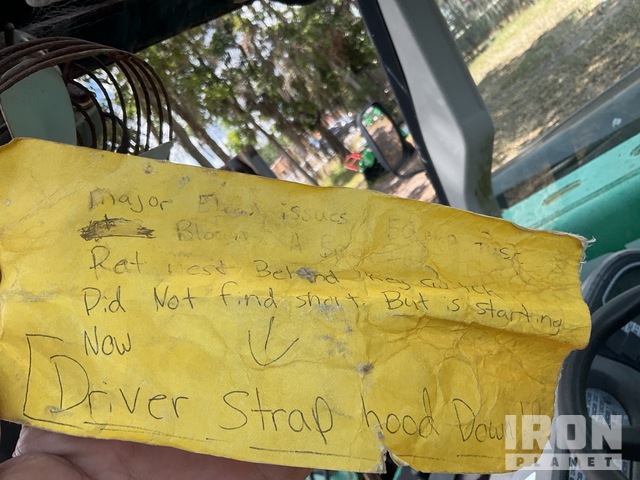 Major issues
A
Rat nest Behind
Did Not find short. But is starting
Now
Driver Strap hood Down
IRON
PLANET